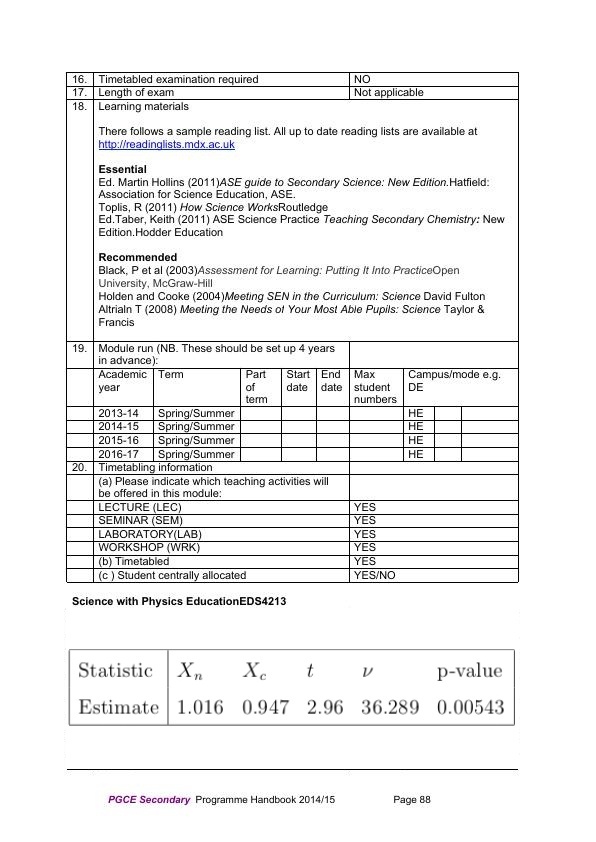 16. Timetabled examination required NO
17. Length of exam Not applicable
18. Learning materials
There follows a sample reading list. All up to date reading lists are available at
http://readinglists.mdx.ac.uk
Essential
Ed. Martin Hollins (2011)ASE guide to Secondary Science: New Edition.Hatfield:
Association for Science Education, ASE.
Toplis, R (2011) How Science WorksRoutledge
Ed.Taber, Keith (2011) ASE Science Practice Teaching Secondary Chemistry: New
Edition.Hodder Education
Recommended
Black, P et al (2003)Assessment for Learning: Putting It Into PracticeOpen
University, McGraw-Hill
Holden and Cooke (2004)Meeting SEN in the Curriculum: Science David Fulton
Altrialn T (2008) Meeting the Needs of Your Most Able Pupils: Science Taylor &
Francis
19. Module run (NB. These should be set up 4 years
in advance):
Academic Term Part Start End Max Campus/mode e.g.
year of date date student DE
term numbers
2013-14 Spring/Summer HE
2014-15 Spring/Summer HE
2015-16 Spring/Summer HE
2016-17 Spring/Summer HE
20. Timetabling information
(a) Please indicate which teaching activities will
be offered in this module:
LECTURE (LEC) YES
SEMINAR (SEM) YES
LABORATORY(LAB) YES
WORKSHOP (WRK) YES
(b) Timetabled YES
(c ) Student centrally allocated YES/NO
Science with Physics EducationEDS4213
Statistic Xn Xc t ν p-value
Estimate 1.016 0.947 2.96 36.289 0.00543
PGCE Secondary Programme Handbook 2014/15 Page 88